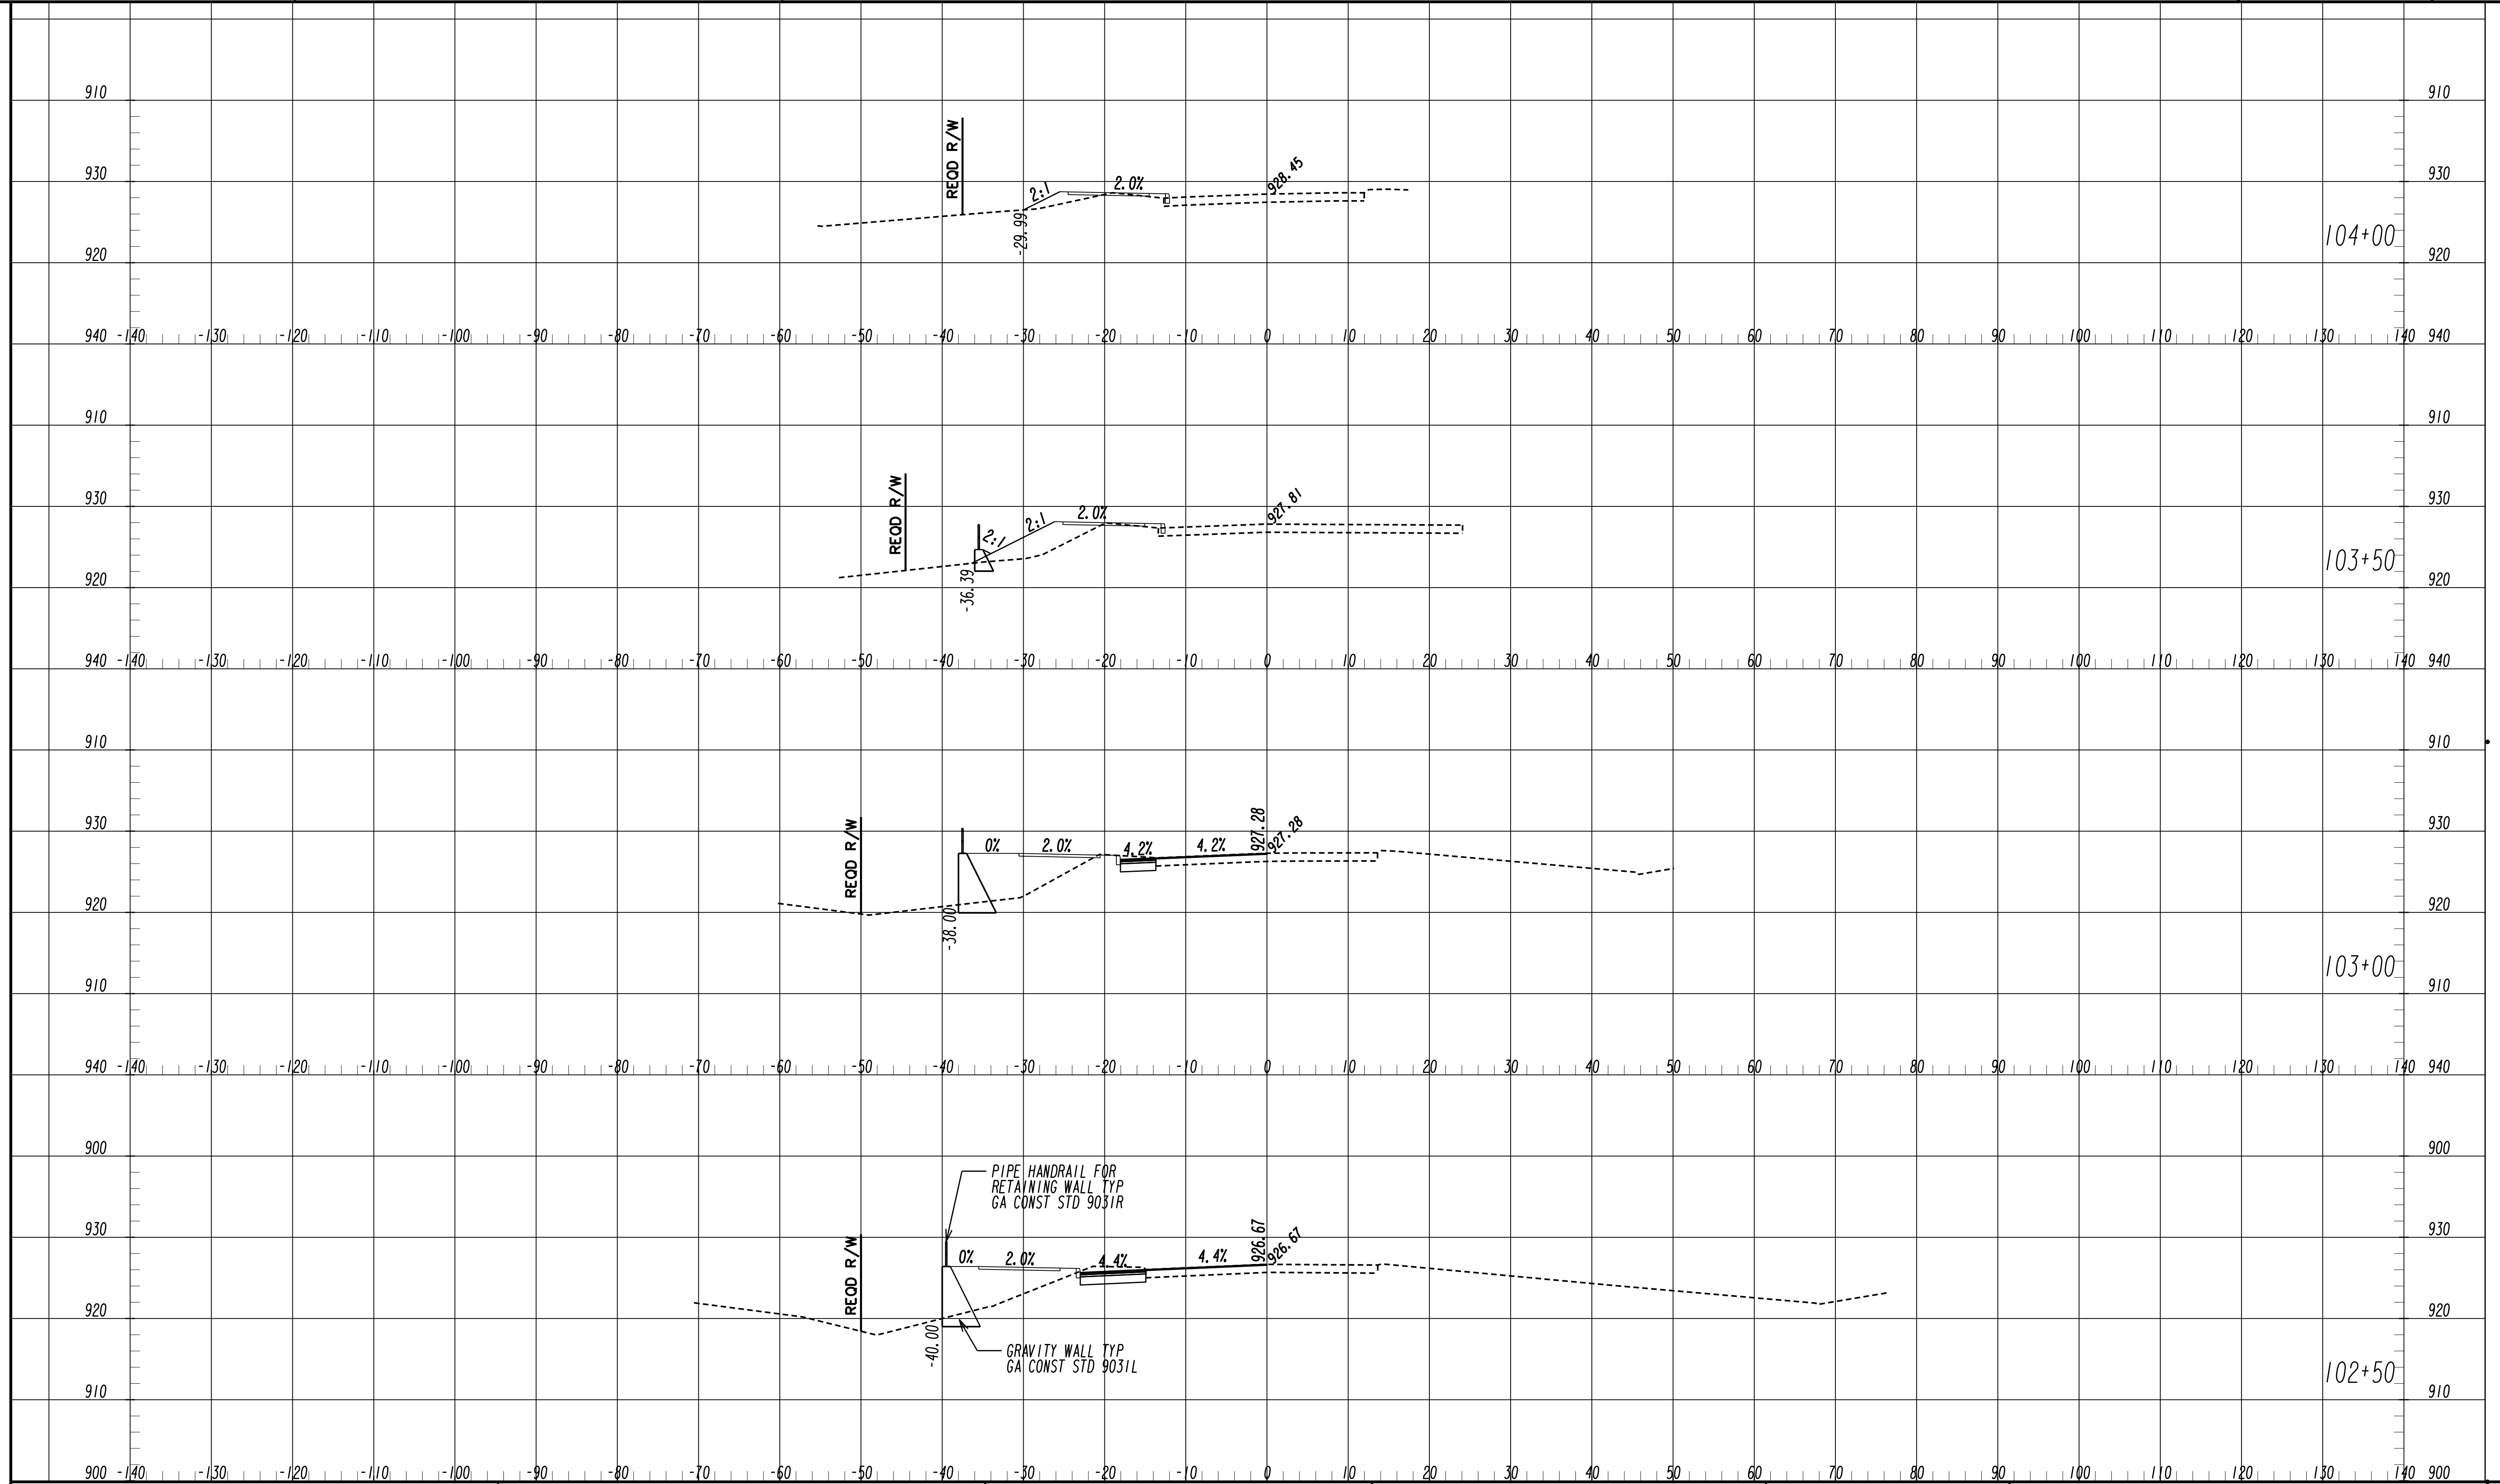 910 910
REQD R/W
930 2:1 2.0% 928.45 930
-29.99
104+00
920 920
940 -140 -130 -120 -110 -100 -90 -80 -70 -60 -50 -40 -30 -20 -10 0 10 20 30 40 50 60 70 80 90 100 110 120 130 140 940
910 910
REQD R/W
930 2:1 2:1 2.0% 927.81 930
103+50
920 -36.39 920
940 -140 -130 -120 -110 -100 -90 -80 -70 -60 -50 -40 -30 -20 -10 0 10 20 30 40 50 60 70 80 90 100 110 120 130 140 940
910 910
930 930
REQD R/W 0% 2.0% 4.2% 4.2% 927.28 927.28
920 920
-38.00
103+00
910 910
940 -140 -130 -120 -110 -100 -90 -80 -70 -60 -50 -40 -30 -20 -10 0 10 20 30 40 50 60 70 80 90 100 110 120 130 140 940
900 900
PIPE HANDRAIL FOR
RETAINING WALL TYP
GA CONST STD 9031R
930 930
REQD R/W 0% 2.0% 4.4% 4.4% 926.67 926.67
920 920
-40.00
GRAVITY WALL TYP
GA CONST STD 9031L
102+50
910 910
900 -140 -130 -120 -110 -100 -90 -80 -70 -60 -50 -40 -30 -20 -10 0 10 20 30 40 50 60 70 80 90 100 110 120 130 140 900